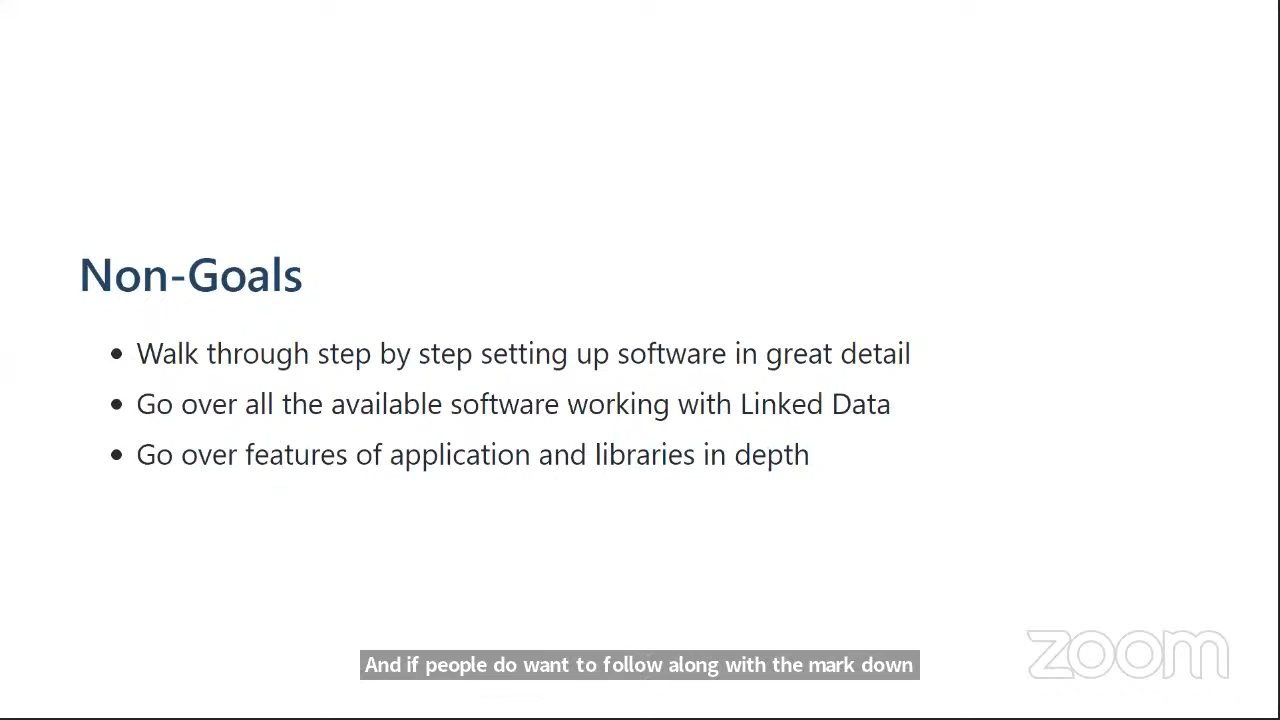 Non-Goals
Walk through step by step setting up software in great detail
Go over all the available software working with Linked Data
Go over features of application and libraries in depth
And if people do want to follow along with the mark down
zoom